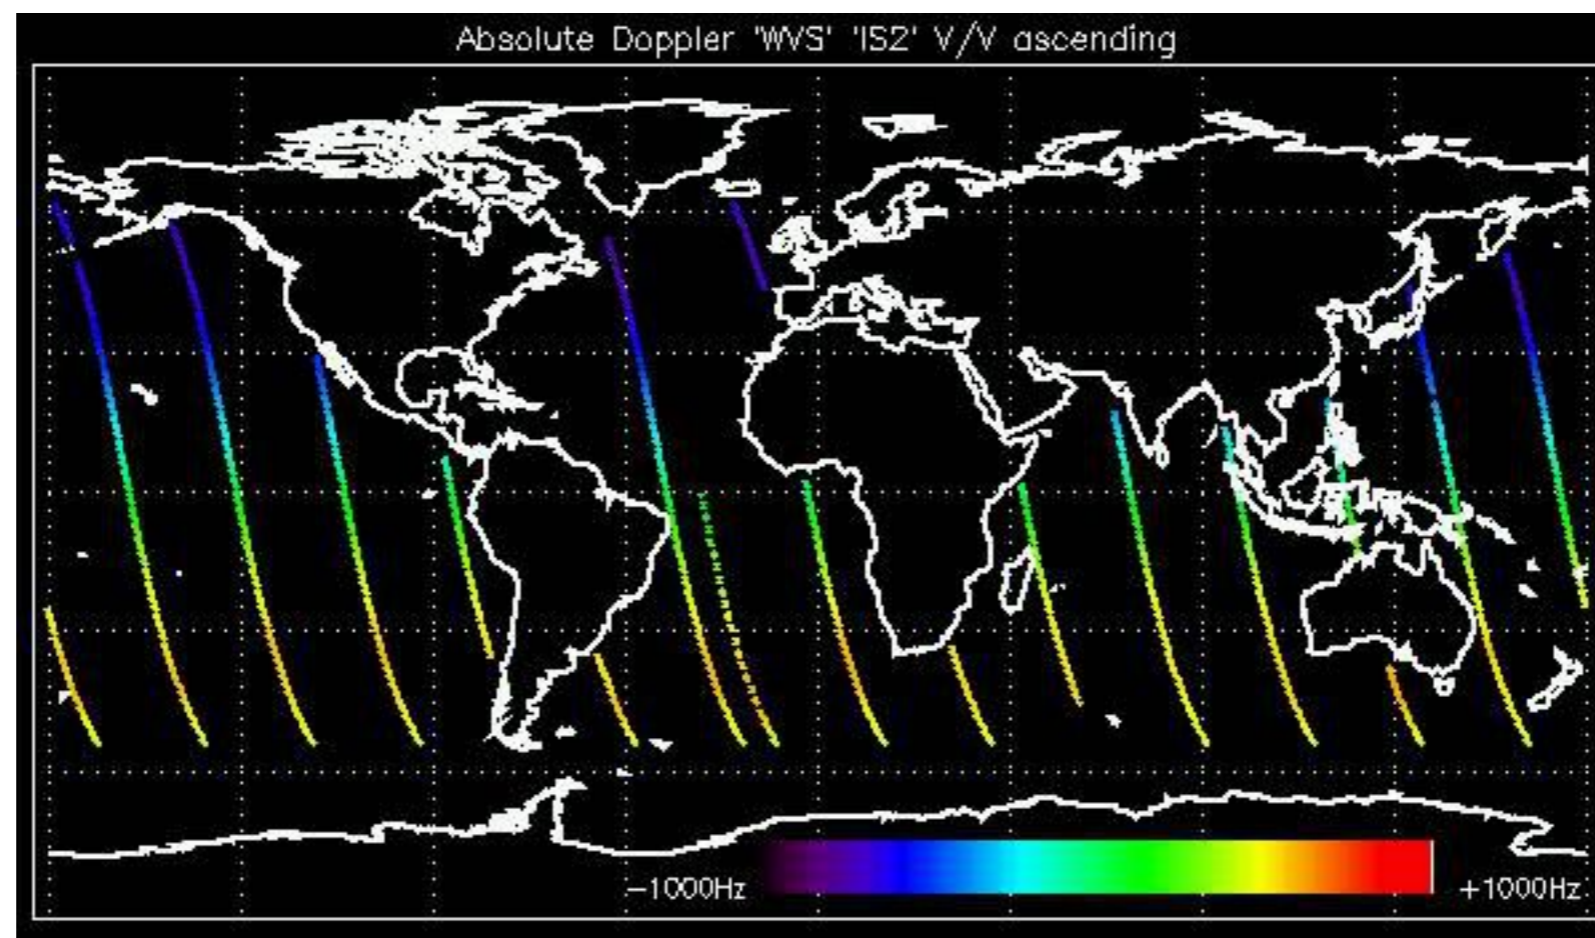 Absolute Doppler 'WVS' 'IS2' V/V ascending
−1000Hz
+1000Hz